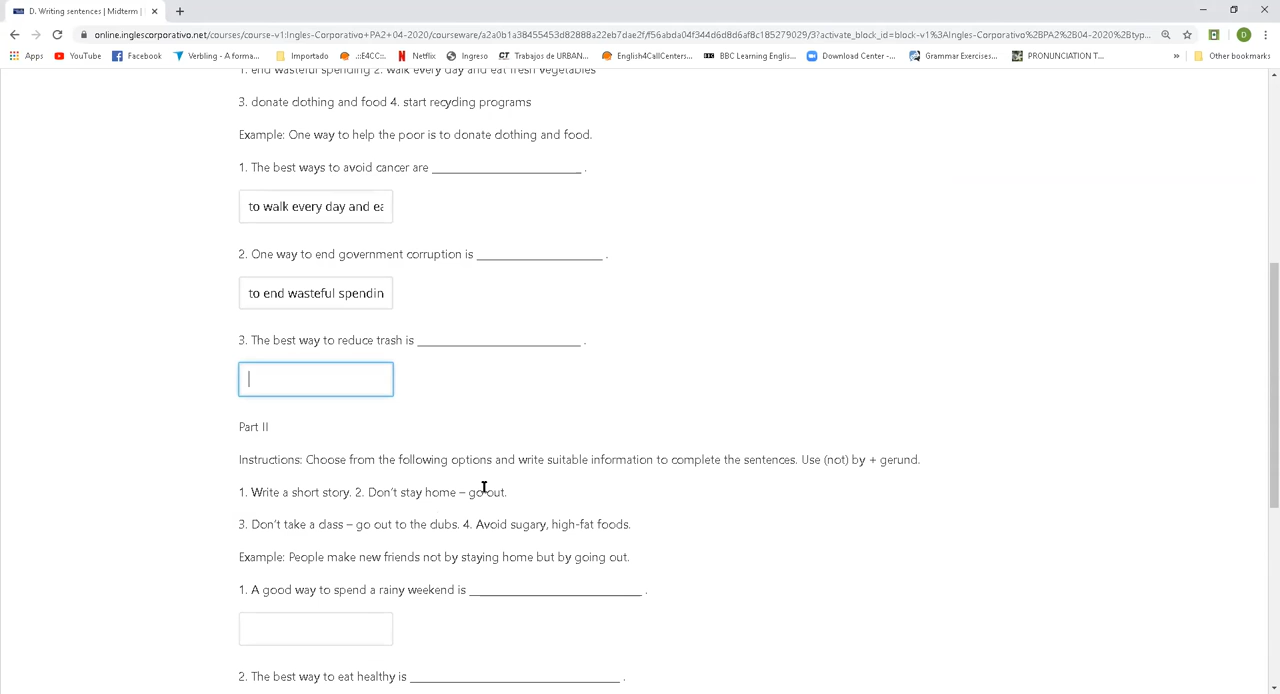 D. Writing sentences | Midterm |
online.inglescorporativo.net/courses/course-v1:Ingles-Corporativo+PA2+04-2020/courseware/a2a0b1a38455453d82888a22eb7dae2f/f56abda04f344d6d8d6af8c185279029/3?activate_block_id=block-v1%3AIngles-Corporativo%2BPA2%2B04-2020%2Btyp...
Apps YouTube Facebook Verbling - A forma... Importado .::E4CC::. Netflix Ingreso Trabajos de URBAN... English4CallCenters... BBC Learning Englis... Download Center -... Grammar Exercises... PRONUNCIATION T... » Other bookmarks
1. end wasteful spending 2. walk every day and eat fresh vegetables
3. donate clothing and food 4. start recycling programs
Example: One way to help the poor is to donate clothing and food.
1. The best ways to avoid cancer are ______________________ .
to walk every day and ea
2. One way to end government corruption is ___________________ .
to end wasteful spendin
3. The best way to reduce trash is ________________________ .
Part II
Instructions: Choose from the following options and write suitable information to complete the sentences. Use (not) by + gerund.
1. Write a short story. 2. Don't stay home – go out.
3. Don't take a class – go out to the clubs. 4. Avoid sugary, high-fat foods.
Example: People make new friends not by staying home but by going out.
1. A good way to spend a rainy weekend is __________________________ .
2. The best way to eat healthy is ________________________________ .